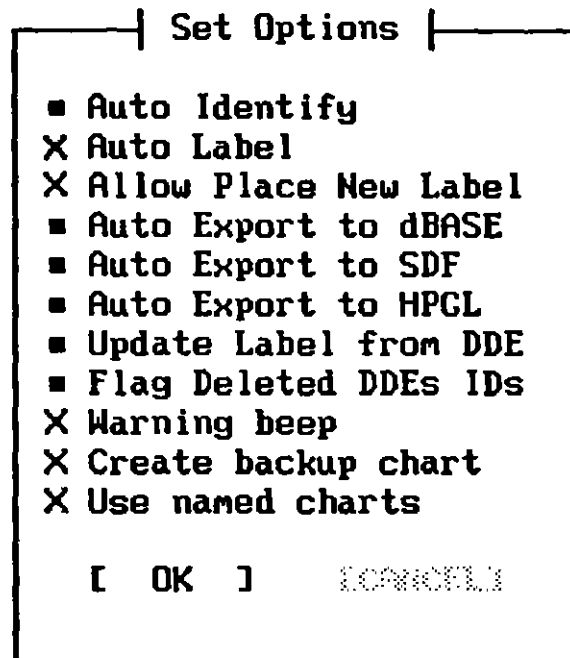 Set Options
■ Auto Identify
X Auto Label
X Allow Place New Label
■ Auto Export to dBASE
■ Auto Export to SDF
■ Auto Export to HPGL
■ Update Label from DDE
■ Flag Deleted DDEs IDs
X Warning beep
X Create backup chart
X Use named charts
[ OK ] [CANCEL]